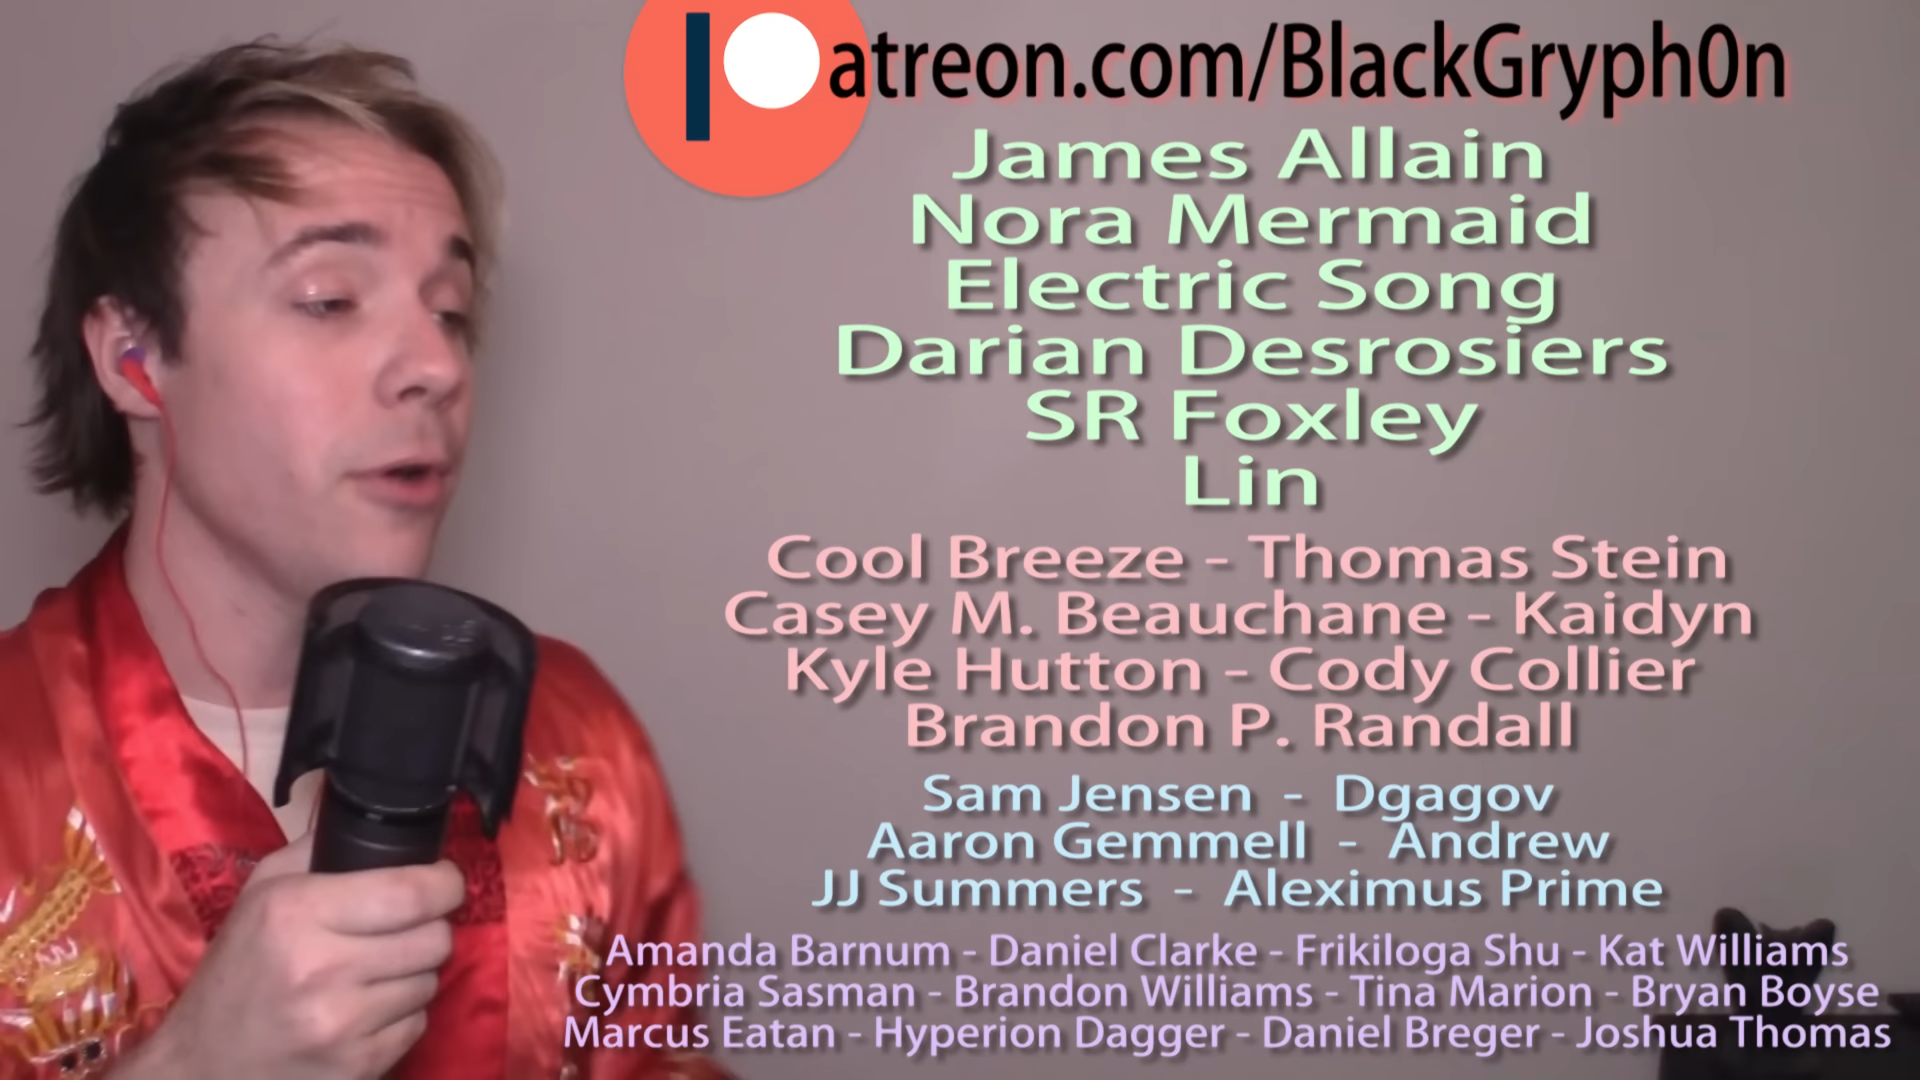 Patreon.com/BlackGryph0n
James Allain
Nora Mermaid
Electric Song
Darian Desrosiers
SR Foxley
Lin
Cool Breeze - Thomas Stein
Casey M. Beauchane - Kaidyn
Kyle Hutton - Cody Collier
Brandon P. Randall
Sam Jensen - Dgagov
Aaron Gemmell - Andrew
JJ Summers - Aleximus Prime
Amanda Barnum - Daniel Clarke - Frikiloga Shu - Kat Williams
Cymbria Sasman - Brandon Williams - Tina Marion - Bryan Boyse
Marcus Eatan - Hyperion Dagger - Daniel Breger - Joshua Thomas